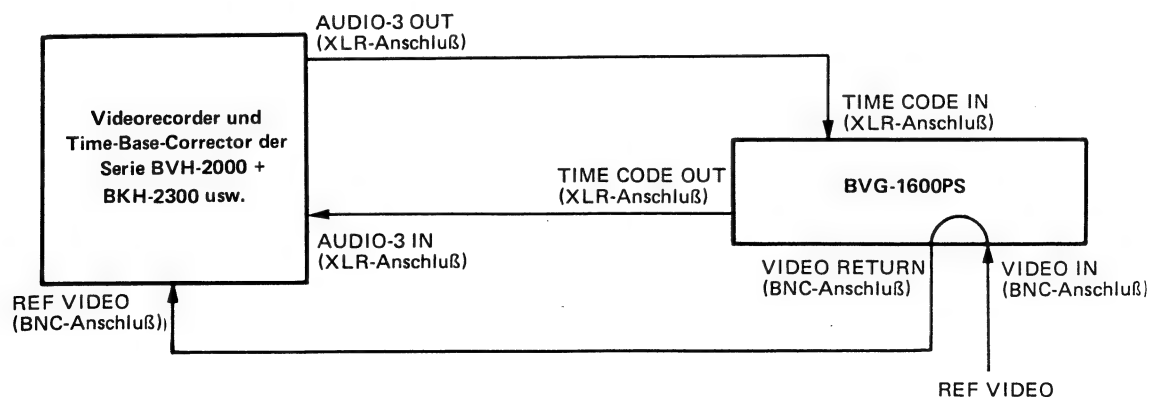 AUDIO-3 OUT
(XLR-Anschluß)
Videorecorder und
Time-Base-Corrector der
Serie BVH-2000 +
BKH-2300 usw.
TIME CODE IN
(XLR-Anschluß)
TIME CODE OUT
(XLR-Anschluß)
BVG-1600PS
AUDIO-3 IN
(XLR-Anschluß)
VIDEO RETURN
(BNC-Anschluß)
VIDEO IN
(BNC-Anschluß)
REF VIDEO
(BNC-Anschluß))
REF VIDEO